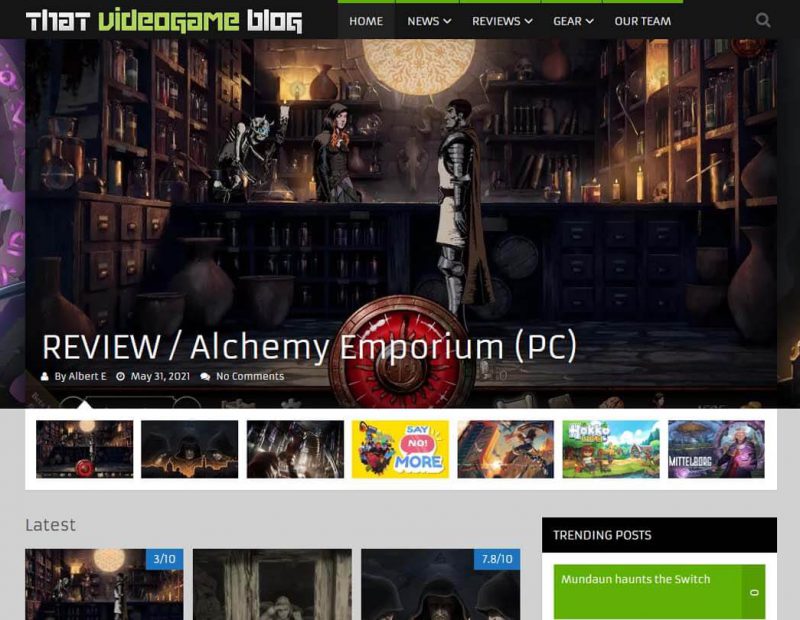 THAT VIDEOGAME BLOG
HOME NEWS REVIEWS GEAR OUR TEAM
REVIEW / Alchemy Emporium (PC)
By Albert E May 31, 2021 No Comments
SAY
NO!
MORE
Hokko
Life
MITTELBORG
Latest
TRENDING POSTS
3/10
7.8/10
Mundaun haunts the Switch
0